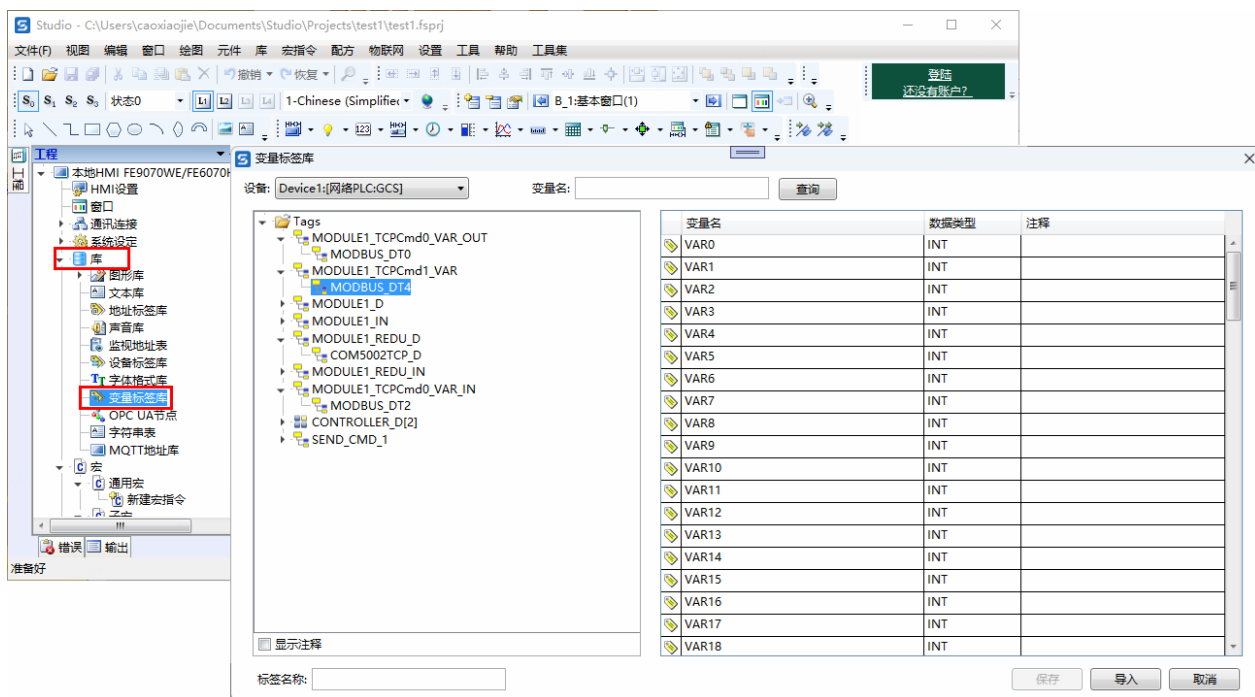 Studio - C:\Users\caoxiaojie\Documents\Studio\Projects\test1\test1.fsprj
文件(F) 视图 编辑 窗口 绘图 元件 库 宏指令 配方 物联网 设置 工具 帮助 工具集
撤销 恢复
登陆
还没有账户?
S0 S1 S2 S3 状态0 L1 L2 L3 L4 1-Chinese (Simplified B_1:基本窗口(1)
工程
本地HMI FE9070WE/FE6070H
HMI设置
窗口
通讯连接
系统设定
库
图形库
文本库
地址标签库
声音库
监视地址表
设备标签库
字体格式库
变量标签库
OPC UA节点
字符串表
MQTT地址库
宏
通用宏
新建宏指令
子宏
错误 输出
准备好
变量标签库
设备: Device1:[网络PLC:GCS] 变量名: 查询
Tags
MODULE1_TCPCmd0_VAR_OUT
MODBUS_DT0
MODULE1_TCPCmd1_VAR
MODBUS_DT4
MODULE1_D
MODULE1_IN
MODULE1_REDU_D
COM5002TCP_D
MODULE1_REDU_IN
MODULE1_TCPCmd0_VAR_IN
MODBUS_DT2
CONTROLLER_D[2]
SEND_CMD_1
显示注释
变量名 数据类型 注释
VAR0 INT
VAR1 INT
VAR2 INT
VAR3 INT
VAR4 INT
VAR5 INT
VAR6 INT
VAR7 INT
VAR8 INT
VAR9 INT
VAR10 INT
VAR11 INT
VAR12 INT
VAR13 INT
VAR14 INT
VAR15 INT
VAR16 INT
VAR17 INT
VAR18 INT
标签名称: 保存 导入 取消